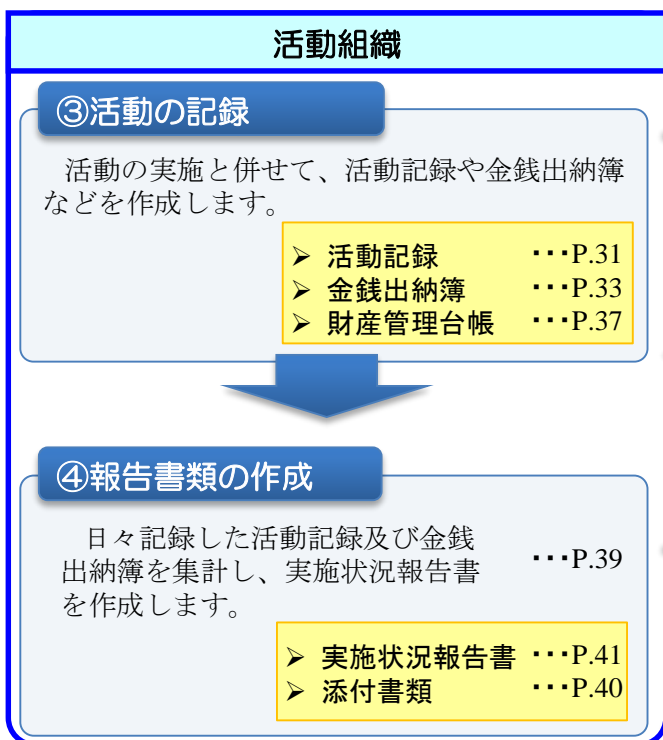 活動組織
③活動の記録
活動の実施と併せて、活動記録や金銭出納簿
などを作成します。
➢ 活動記録 ・・・P.31
➢ 金銭出納簿 ・・・P.33
➢ 財産管理台帳 ・・・P.37
④報告書類の作成
日々記録した活動記録及び金銭
出納簿を集計し、実施状況報告書
を作成します。
・・・P.39
➢ 実施状況報告書 ・・・P.41
➢ 添付書類 ・・・P.40